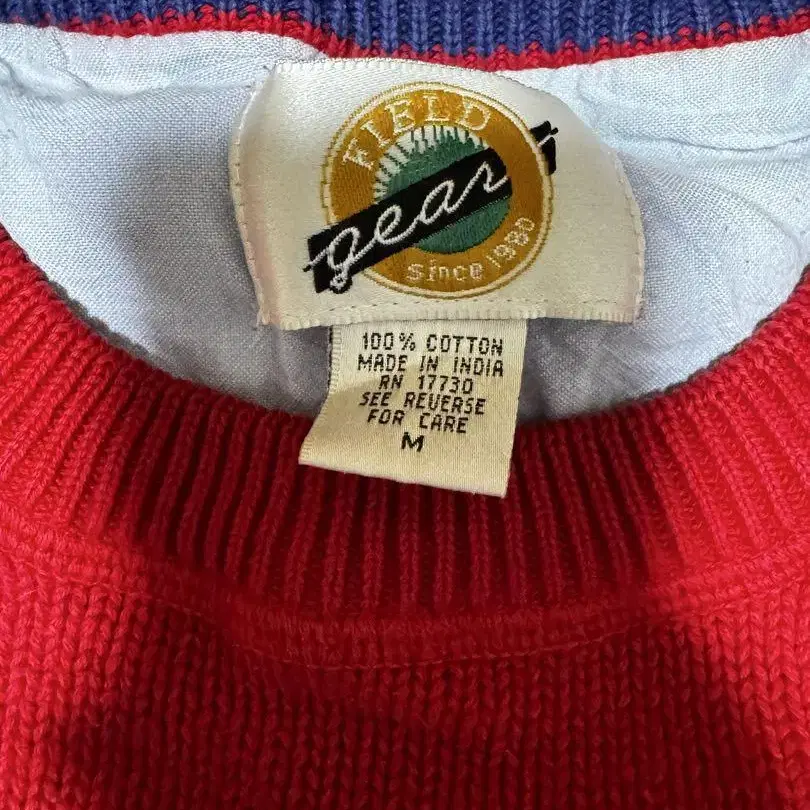 FIELD
gear
since 1980
100% COTTON
MADE IN INDIA
RN 17730
SEE REVERSE
FOR CARE
M